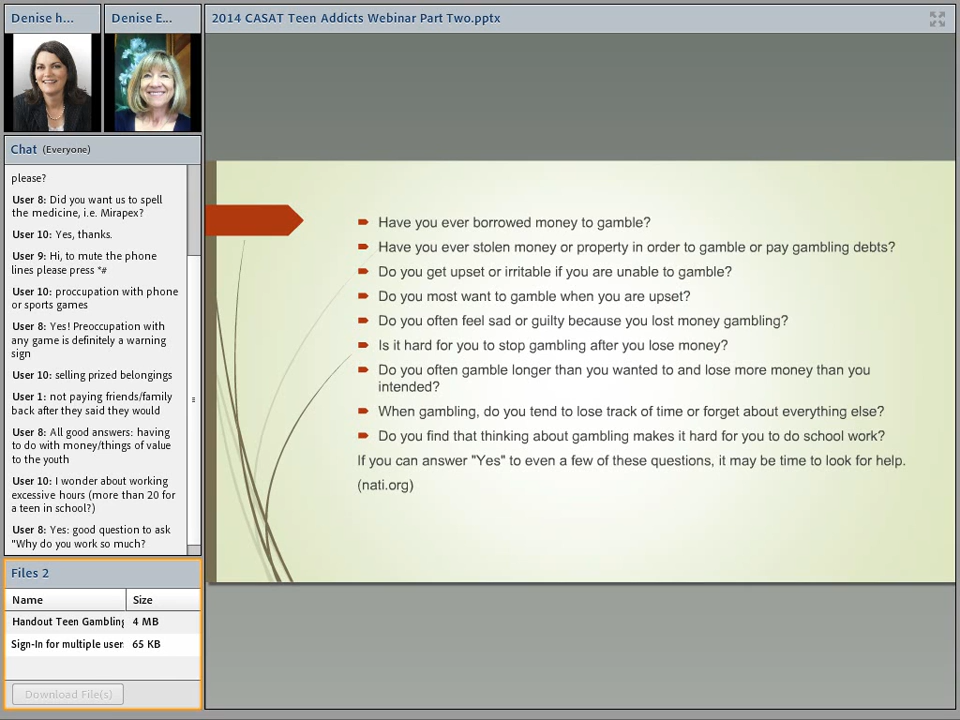 Denise h...
Denise E...
2014 CASAT Teen Addicts Webinar Part Two.pptx
Chat (Everyone)
please?
User 8: Did you want us to spell
the medicine, i.e. Mirapex?
User 10: Yes, thanks.
User 9: Hi, to mute the phone
lines please press *#
User 10: proccupation with phone
or sports games
User 8: Yes! Preoccupation with
any game is definitely a warning
sign
User 10: selling prized belongings
User 1: not paying friends/family
back after they said they would
User 8: All good answers: having
to do with money/things of value
to the youth
User 10: I wonder about working
excessive hours (more than 20 for
a teen in school?)
User 8: Yes: good question to ask
"Why do you work so much?
Files 2
Name Size
Handout Teen Gambling 4 MB
Sign-In for multiple user 65 KB
Download File(s)
Have you ever borrowed money to gamble?
Have you ever stolen money or property in order to gamble or pay gambling debts?
Do you get upset or irritable if you are unable to gamble?
Do you most want to gamble when you are upset?
Do you often feel sad or guilty because you lost money gambling?
Is it hard for you to stop gambling after you lose money?
Do you often gamble longer than you wanted to and lose more money than you
intended?
When gambling, do you tend to lose track of time or forget about everything else?
Do you find that thinking about gambling makes it hard for you to do school work?
If you can answer "Yes" to even a few of these questions, it may be time to look for help.
(nati.org)